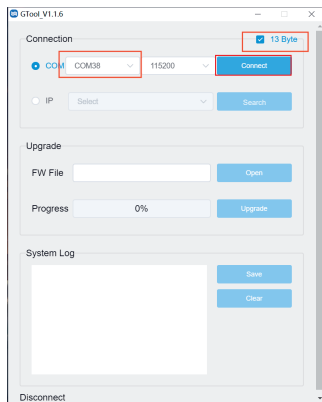 GTool_V1.1.6
Connection
13 Byte
COM COM38 115200 Connect
IP Select Search
Upgrade
FW File Open
Progress 0% Upgrade
System Log
Save
Clear
Disconnect